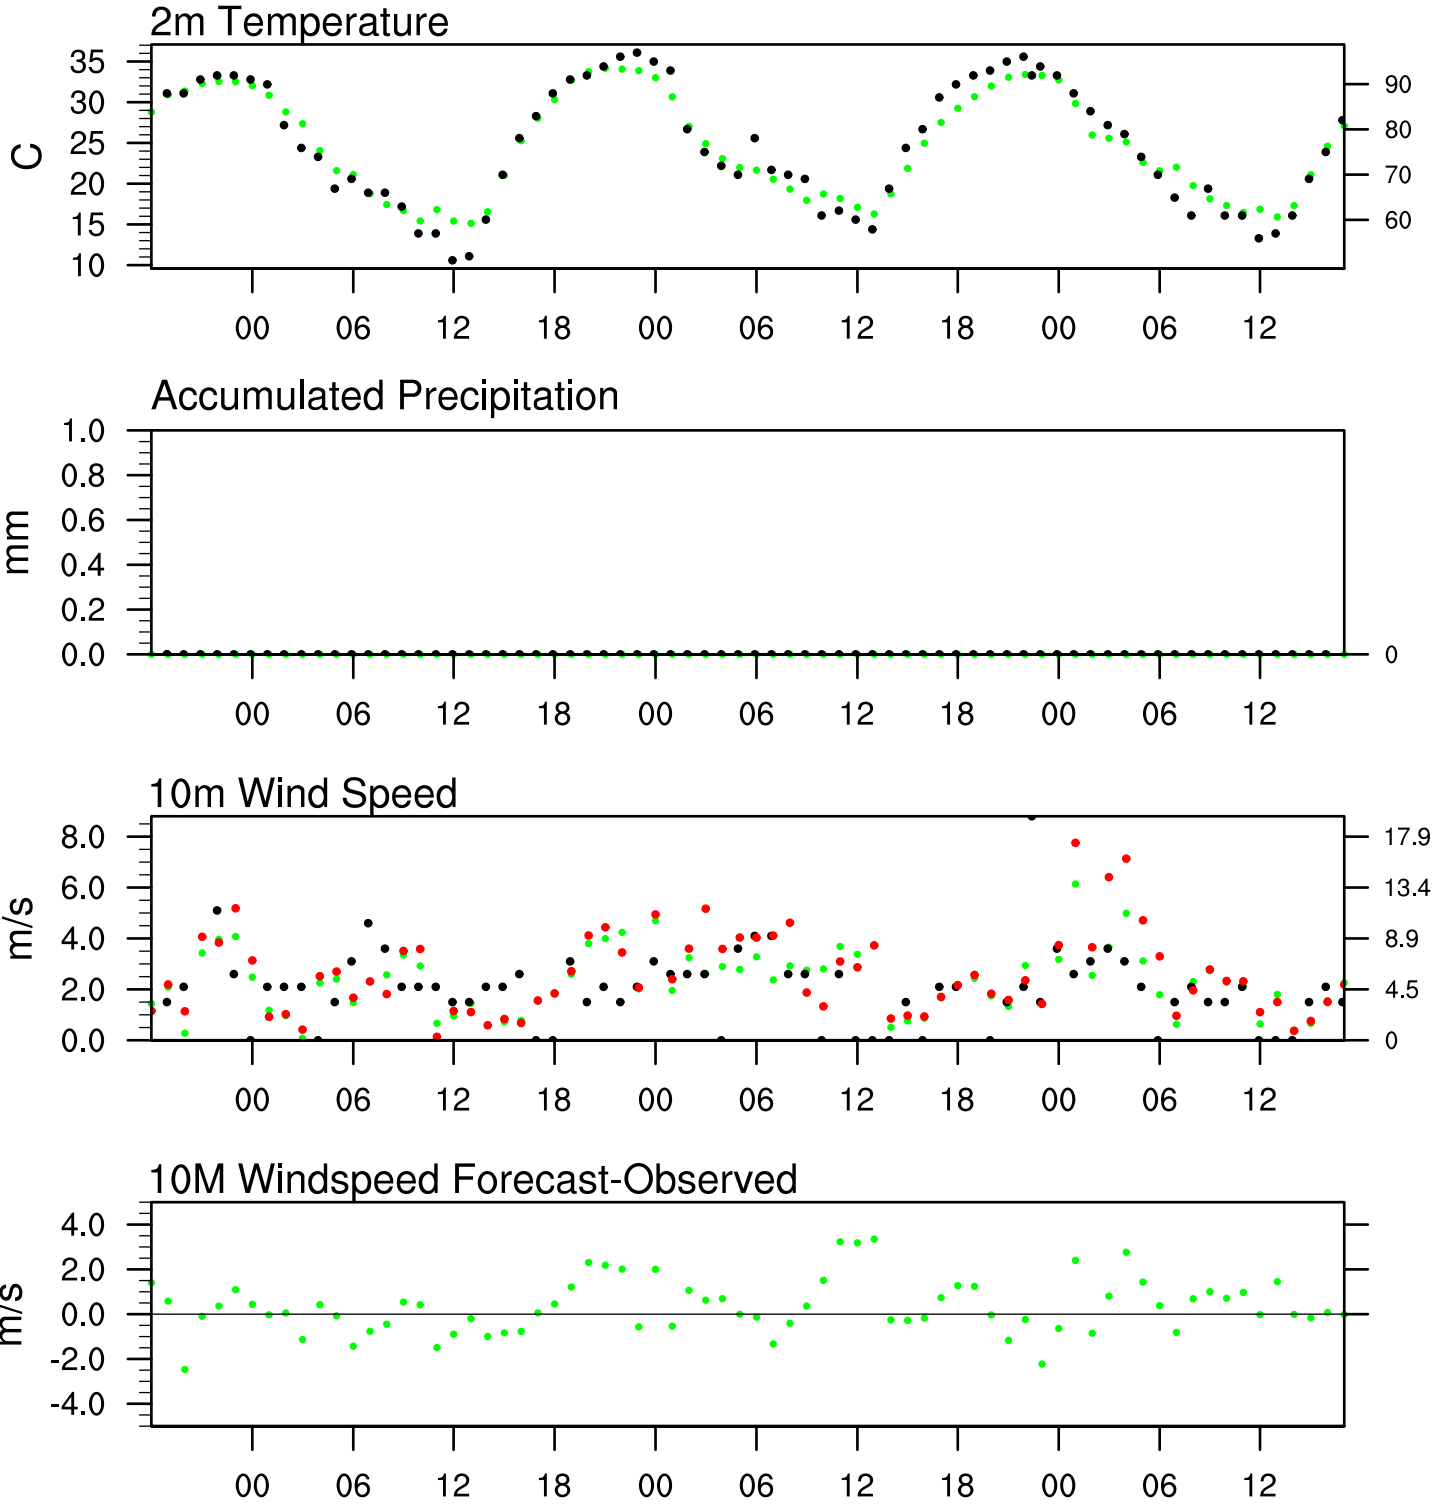 2m Temperature
35
30
25
20
15
10
C
90
80
70
60
00 06 12 18 00 06 12 18 00 06 12
Accumulated Precipitation
1.0
0.8
0.6
0.4
0.2
0.0
mm
0
00 06 12 18 00 06 12 18 00 06 12
10m Wind Speed
8.0
6.0
4.0
2.0
0.0
m/s
17.9
13.4
8.9
4.5
0
00 06 12 18 00 06 12 18 00 06 12
10M Windspeed Forecast-Observed
4.0
2.0
0.0
-2.0
-4.0
m/s
00 06 12 18 00 06 12 18 00 06 12